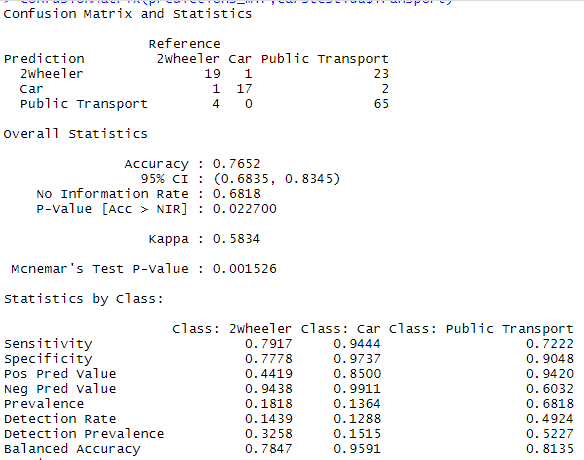 > confusionMatrix(predictions_mnr,carstest1da$Transport)
Confusion Matrix and Statistics
Reference
Prediction 2Wheeler Car Public Transport
2Wheeler 19 1 23
Car 1 17 2
Public Transport 4 0 65
Overall Statistics
Accuracy : 0.7652
95% CI : (0.6835, 0.8345)
No Information Rate : 0.6818
P-Value [Acc > NIR] : 0.022700
Kappa : 0.5834
Mcnemar's Test P-Value : 0.001526
Statistics by Class:
Class: 2Wheeler Class: Car Class: Public Transport
Sensitivity 0.7917 0.9444 0.7222
Specificity 0.7778 0.9737 0.9048
Pos Pred Value 0.4419 0.8500 0.9420
Neg Pred Value 0.9438 0.9911 0.6032
Prevalence 0.1818 0.1364 0.6818
Detection Rate 0.1439 0.1288 0.4924
Detection Prevalence 0.3258 0.1515 0.5227
Balanced Accuracy 0.7847 0.9591 0.8135